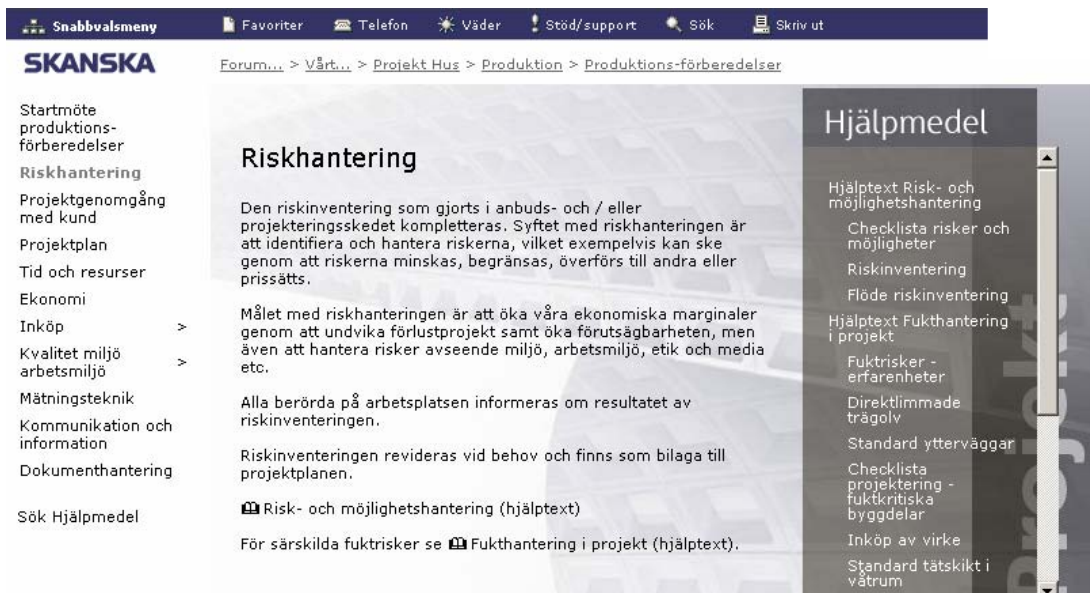 Snabbvalsmeny
Favoriter
Telefon
Väder
Stöd/support
Sök
Skriv ut
SKANSKA
Forum... > Vårt... > Projekt Hus > Produktion > Produktions-förberedelser
Startmöte
produktions-
förberedelser
Riskhantering
Projektgenomgång
med kund
Projektplan
Tid och resurser
Ekonomi
Inköp >
Kvalitet miljö
arbetsmiljö >
Mätningsteknik
Kommunikation och
information
Dokumenthantering
Sök Hjälpmedel
Riskhantering
Den riskinventering som gjorts i anbuds- och / eller
projekteringsskedet kompletteras. Syftet med riskhanteringen är
att identifiera och hantera riskerna, vilket exempelvis kan ske
genom att riskerna minskas, begränsas, överförs till andra eller
prissätts.
Målet med riskhanteringen är att öka våra ekonomiska marginaler
genom att undvika förlustprojekt samt öka förutsägbarheten, men
även att hantera risker avseende miljö, arbetsmiljö, etik och media
etc.
Alla berörda på arbetsplatsen informeras om resultatet av
riskinventeringen.
Riskinventeringen revideras vid behov och finns som bilaga till
projektplanen.
Risk- och möjlighetshantering (hjälptext)
För särskilda fuktrisker se Fukthantering i projekt (hjälptext).
Hjälpmedel
Hjälptext Risk- och
möjlighetshantering
Checklista risker och
möjligheter
Riskinventering
Flöde riskinventering
Hjälptext Fukthantering
i projekt
Fuktrisker -
erfarenheter
Direktlimmade
trägolv
Standard ytterväggar
Checklista
projektering -
fuktkritiska
byggdelar
Inköp av virke
Standard tätskikt i
våtrum
Projekt